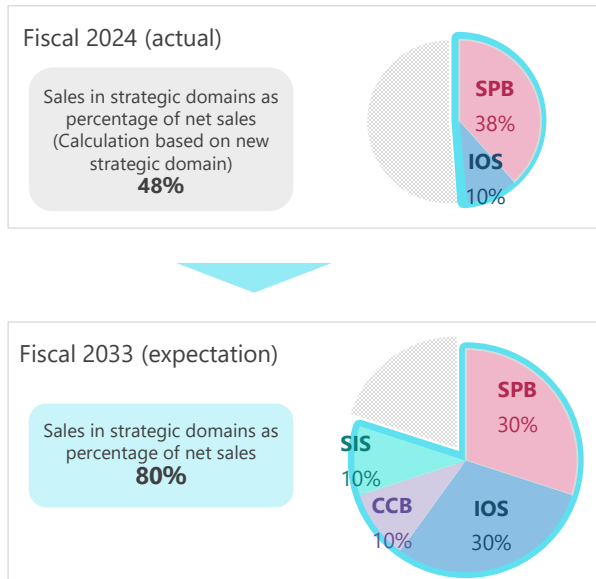 Fiscal 2024 (actual)
Sales in strategic domains as
percentage of net sales
(Calculation based on new
strategic domain)
48%
SPB
38%
IOS
10%
Fiscal 2033 (expectation)
Sales in strategic domains as
percentage of net sales
80%
SPB
30%
SIS
10%
CCB
10%
IOS
30%